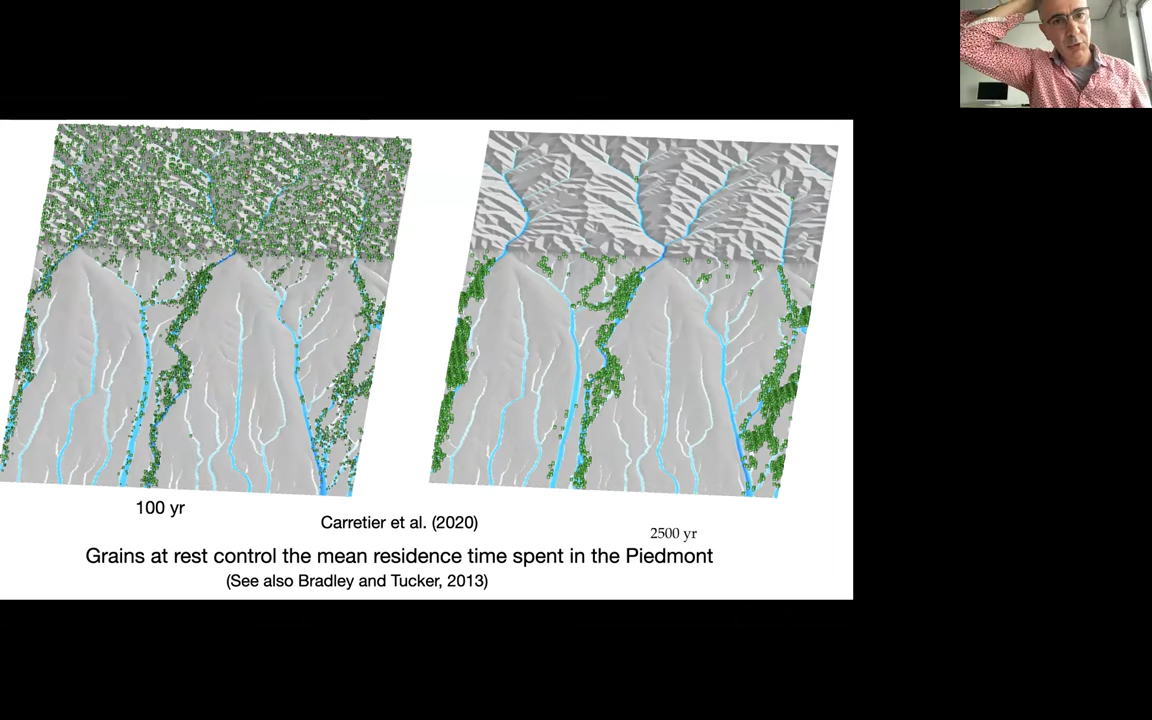 100 yr
Carretier et al. (2020)
2500 yr
Grains at rest control the mean residence time spent in the Piedmont
(See also Bradley and Tucker, 2013)